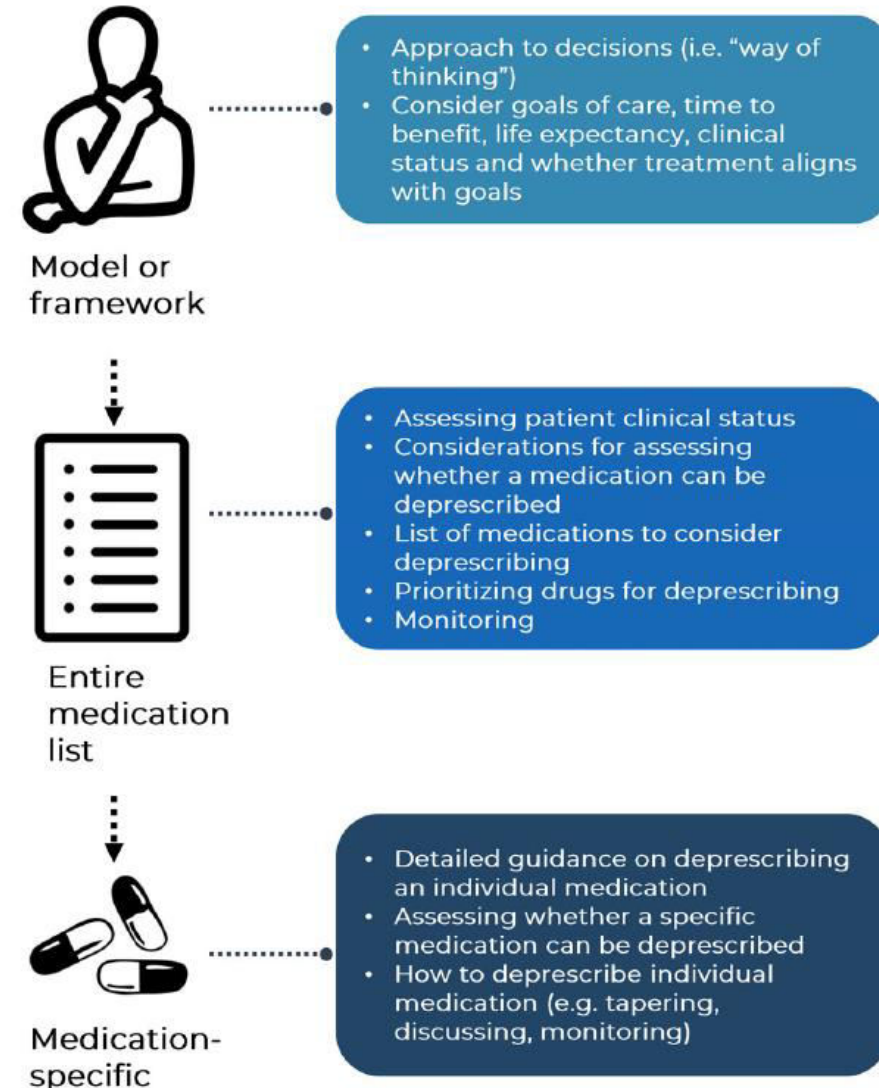 • Approach to decisions (i.e. “way of
thinking”)
• Consider goals of care, time to
benefit, life expectancy, clinical
status and whether treatment aligns
with goals
Model or
framework
• Assessing patient clinical status
• Considerations for assessing
whether a medication can be
deprescribed
• List of medications to consider
deprescribing
• Prioritizing drugs for deprescribing
• Monitoring
Entire
medication
list
• Detailed guidance on deprescribing
an individual medication
• Assessing whether a specific
medication can be deprescribed
• How to deprescribe individual
medication (e.g. tapering,
discussing, monitoring)
Medication-
specific